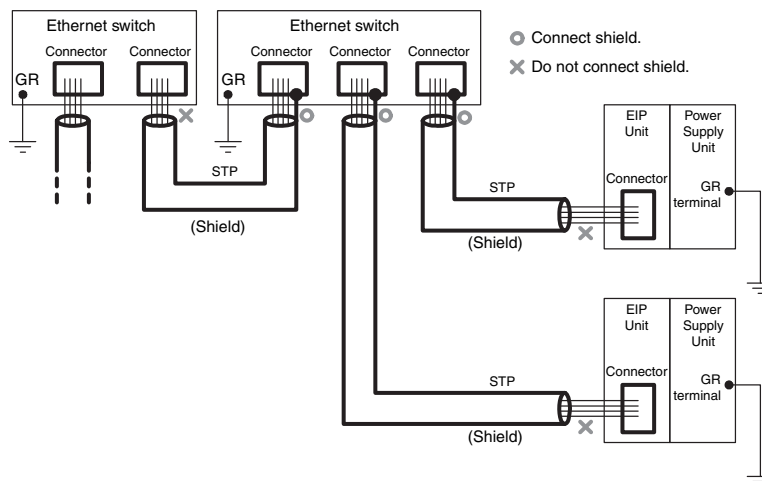 Ethernet switch
Connector
Connector
GR
Ethernet switch
Connector
Connector
Connector
GR
Connect shield.
Do not connect shield.
STP
(Shield)
EIP
Unit
Power
Supply
Unit
Connector
GR
terminal
STP
(Shield)
EIP
Unit
Power
Supply
Unit
Connector
GR
terminal
STP
(Shield)